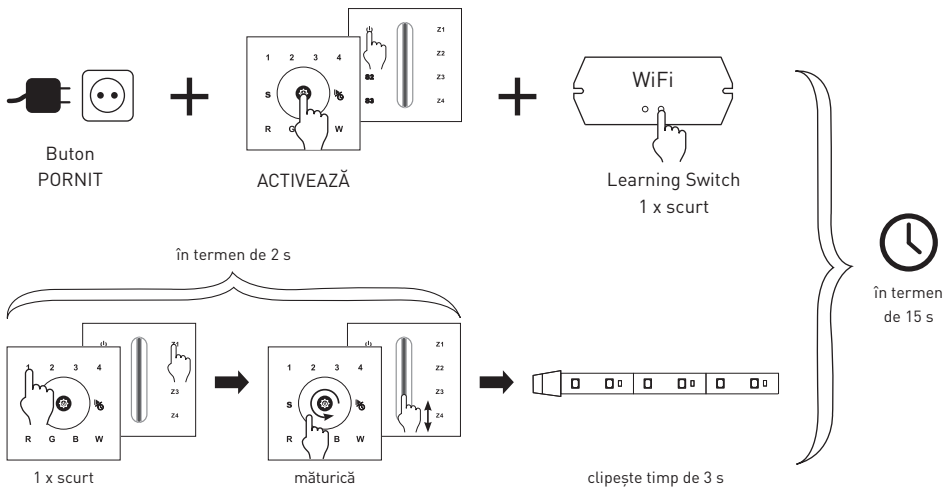 1 2 3 4
S
R G W
Z1
Z2
S2 Z3
S3 Z4
WiFi
Buton
PORNIT
ACTIVEAZĂ
Learning Switch
1 x scurt
în termen
de 15 s
în termen de 2 s
1 2 3 4
R G B W
Z1
Z3
Z4
1 2 3 4
S
R B W
Z1
Z2
Z3
Z4
1 x scurt
măturică
clipește timp de 3 s